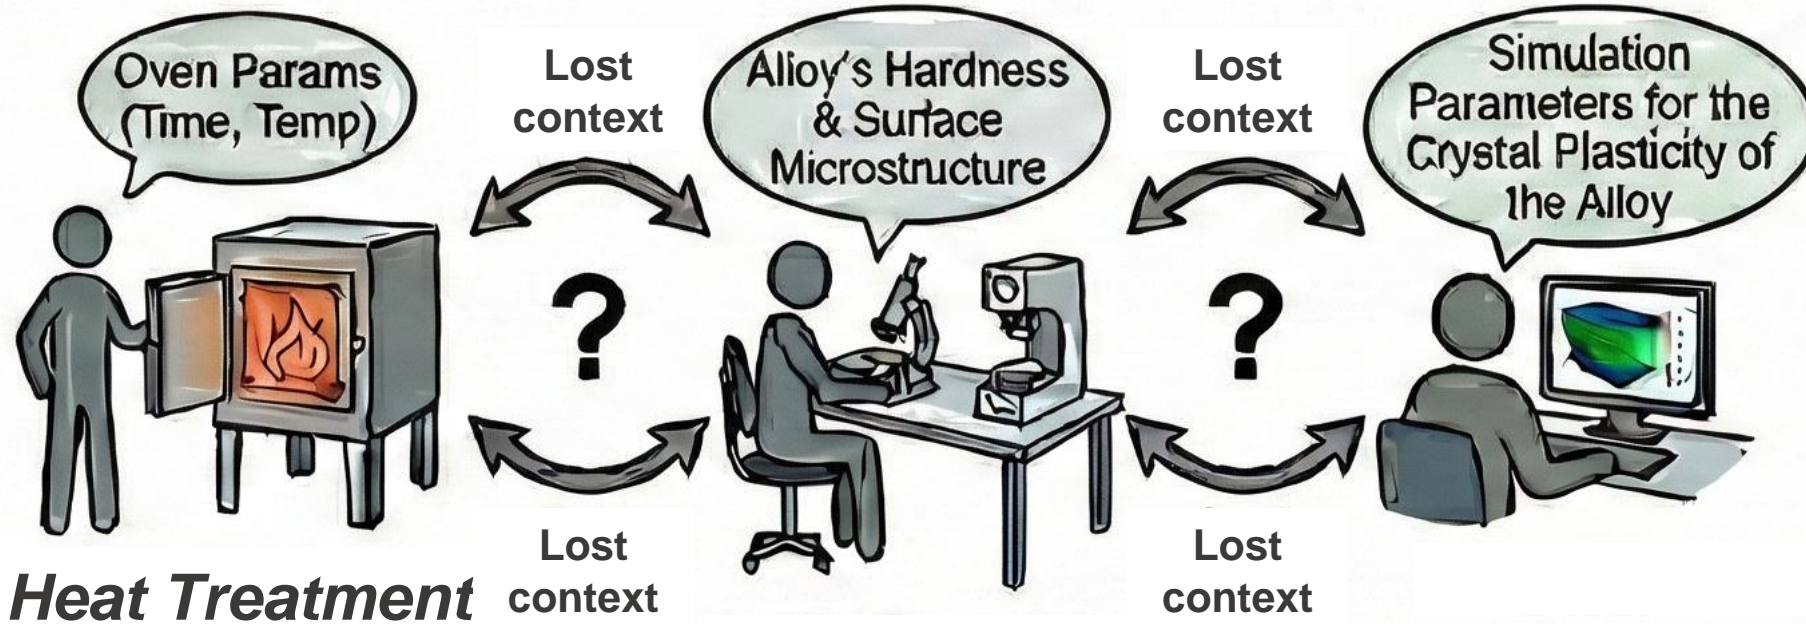 Oven Params
(Time, Temp)
Lost
context
Alloy's Hardness
& Surface
Microstructure
Lost
context
Simulation
Parameters for the
Crystal Plasticity of
the Alloy
?
?
Heat Treatment
Lost
context
Lost
context